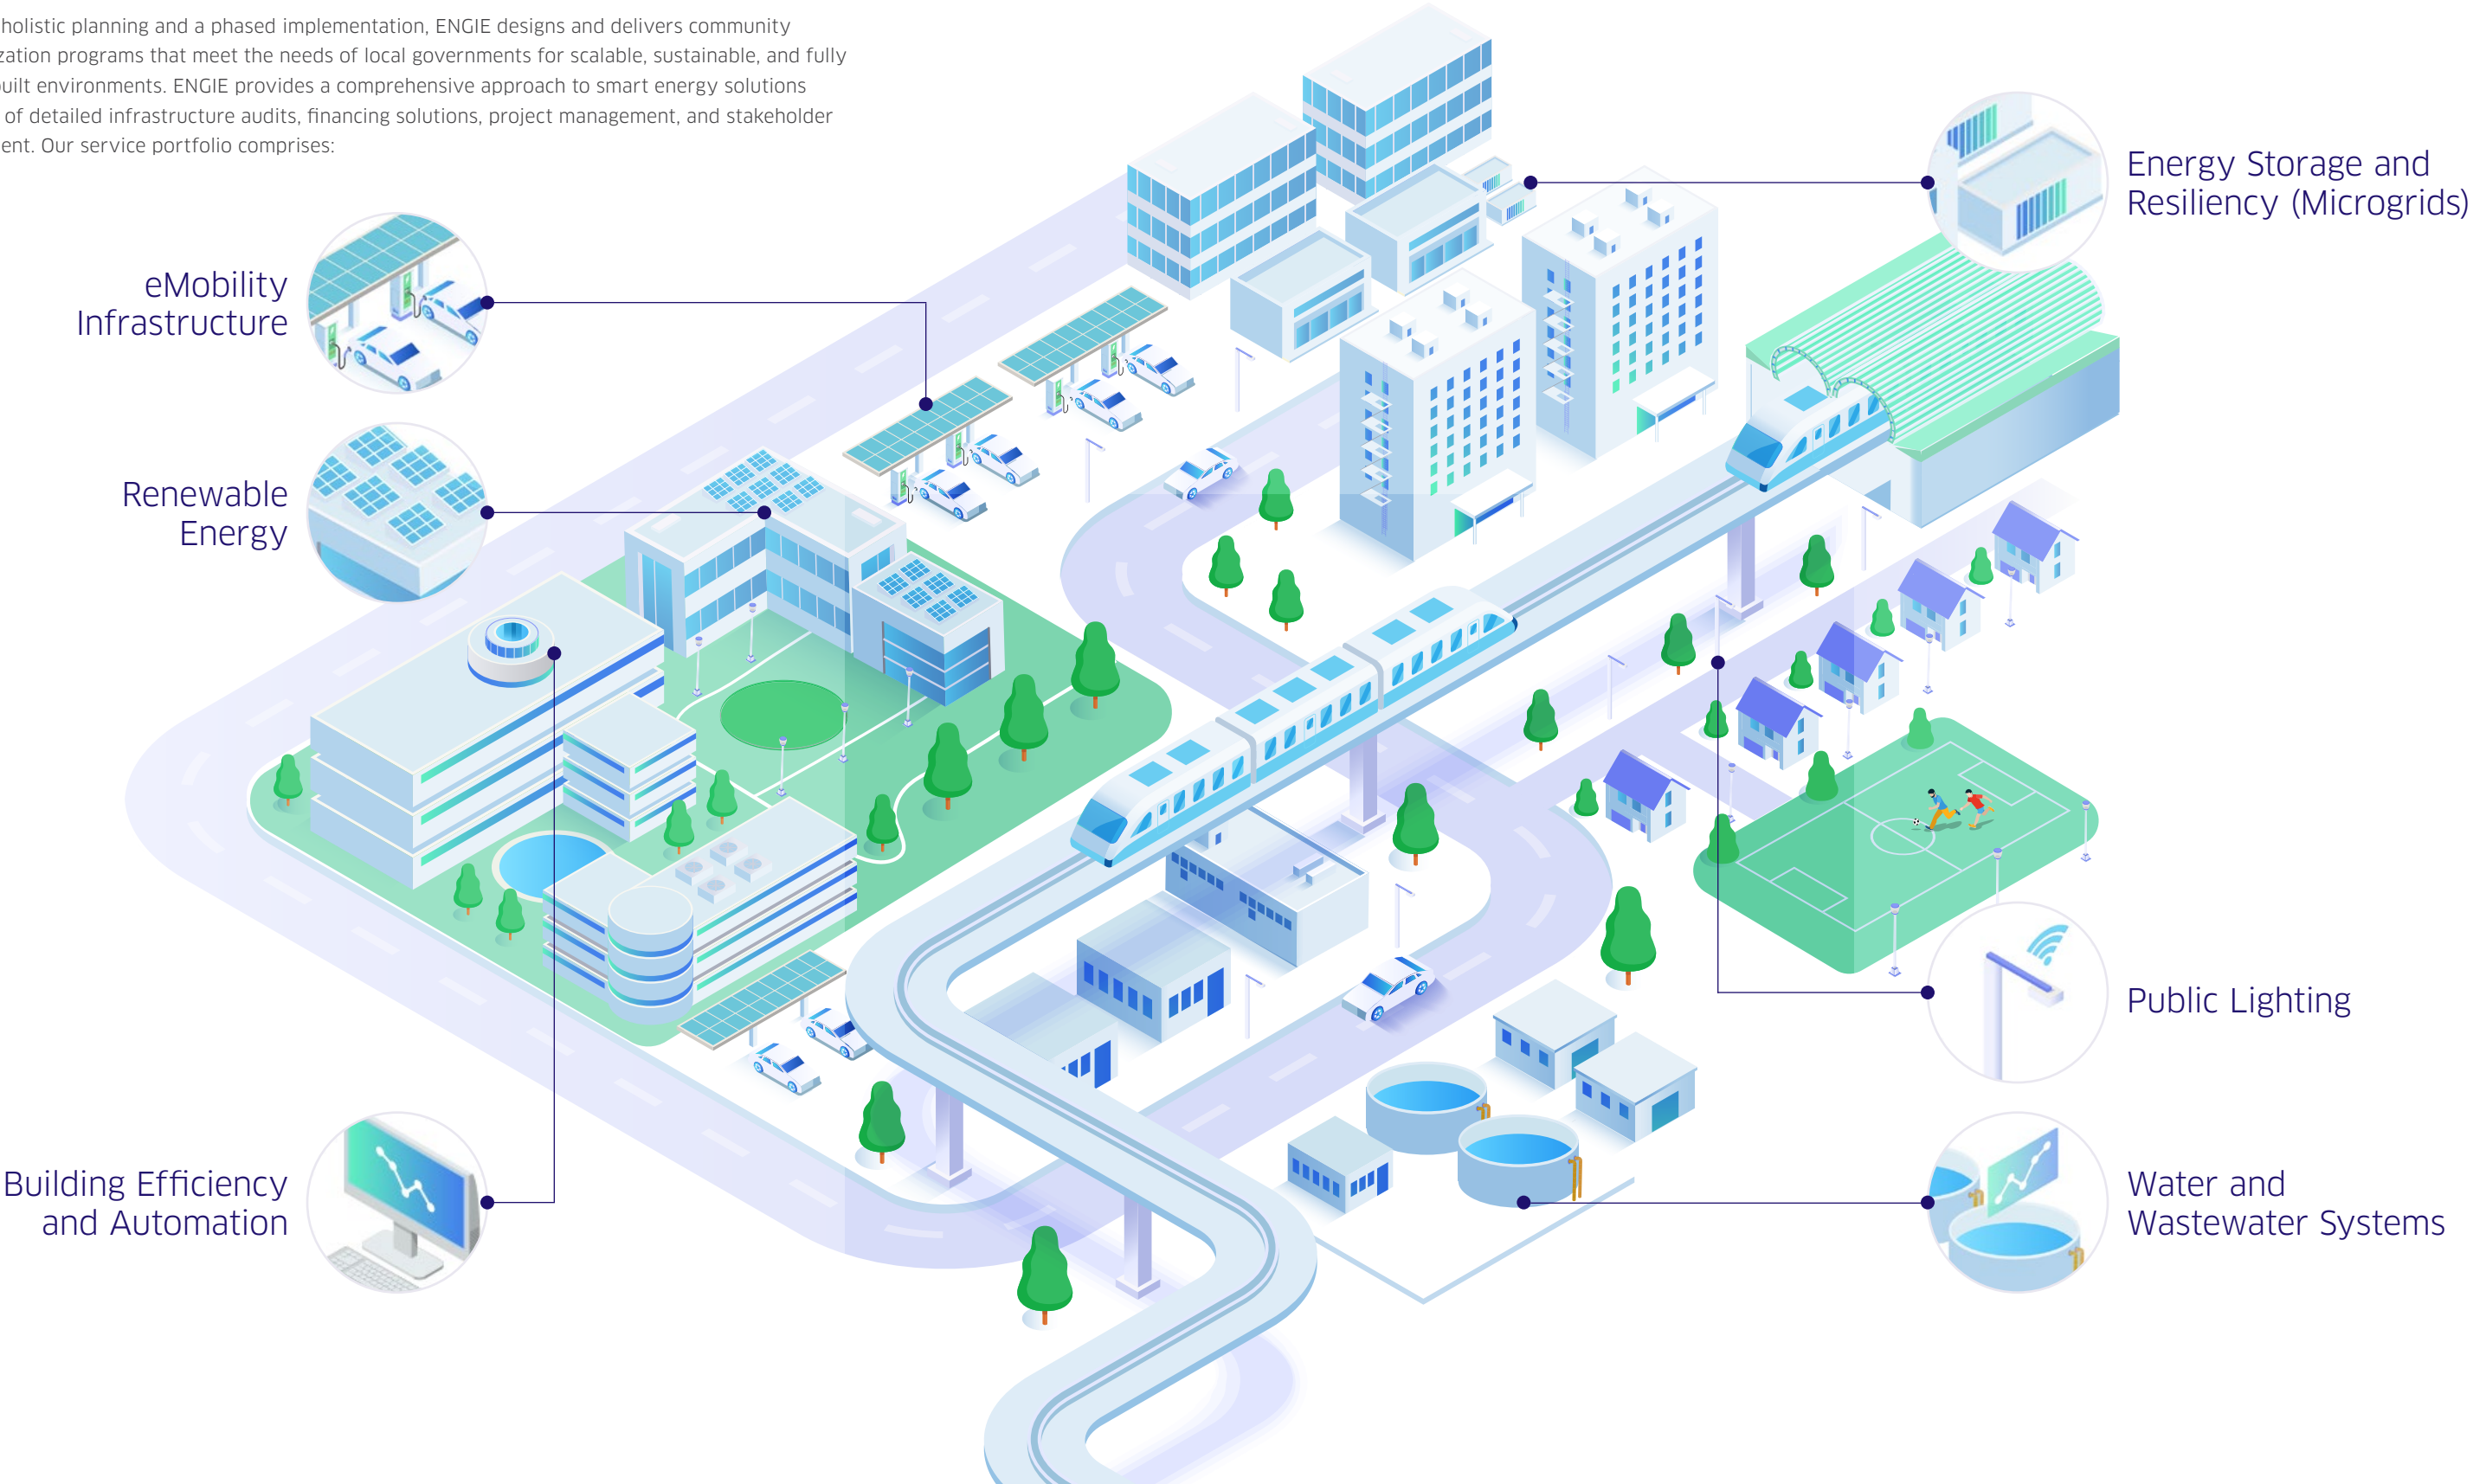 holistic planning and a phased implementation, ENGIE designs and delivers community
zation programs that meet the needs of local governments for scalable, sustainable, and fully
built environments. ENGIE provides a comprehensive approach to smart energy solutions
of detailed infrastructure audits, financing solutions, project management, and stakeholder
ent. Our service portfolio comprises:
Energy Storage and
Resiliency (Microgrids)
eMobility
Infrastructure
Renewable
Energy
Public Lighting
Building Efficiency
and Automation
Water and
Wastewater Systems